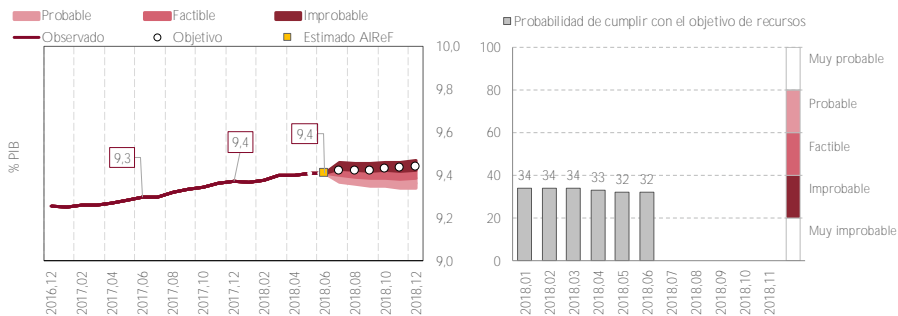 Probable Factible Improbable
Observado Objetivo Estimado AIReF
% PIB
10,0
9,8
9,6
9,4
9,2
9,0
9,3
9,4
9,4
2016,12 2017,02 2017,04 2017,06 2017,08 2017,10 2017,12 2018,02 2018,04 2018,06 2018,08 2018,10 2018,12
Probabilidad de cumplir con el objetivo de recursos
100
80
60
40
20
0
34 34 34 33 32 32
2018,01 2018,02 2018,03 2018,04 2018,05 2018,06 2018,07 2018,08 2018,09 2018,10 2018,11
Muy probable
Probable
Factible
Improbable
Muy improbable